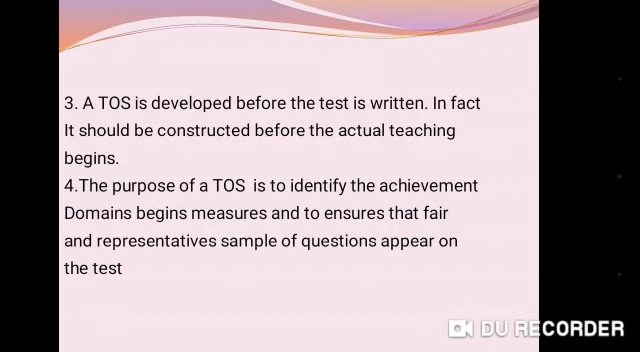 3. A TOS is developed before the test is written. In fact
It should be constructed before the actual teaching
begins.
4.The purpose of a TOS is to identify the achievement
Domains begins measures and to ensures that fair
and representatives sample of questions appear on
the test
DU RECORDER